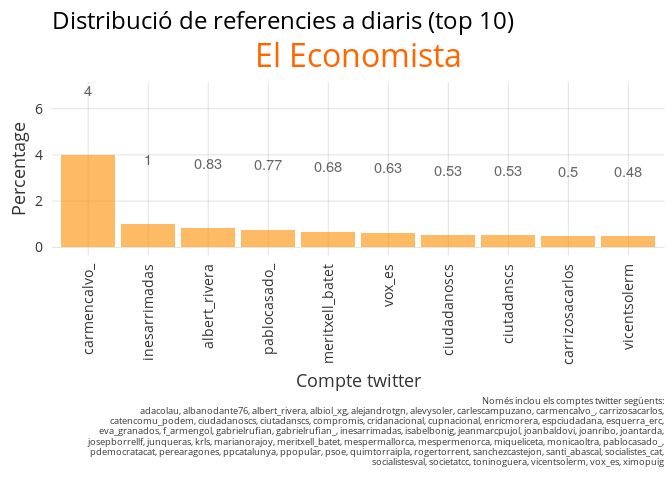 Distribució de referencies a diaris (top 10)
El Economista
Percentage
6
4
2
0
4
1
0.83
0.77
0.68
0.63
0.53
0.53
0.5
0.48
carmencalvo_
inesarrimadas
albert_rivera
pablocasado_
meritxell_batet
vox_es
ciudadanoscs
ciutadanscs
carrizosacarlos
vicentsolerm
Compte twitter
Només inclou els comptes twitter següents:
adacolau, albanodante76, albert_rivera, albiol_xg, alejandrotgn, alevysoler, carlescampuzano, carmencalvo_, carrizosacarlos,
catencomu_podem, ciudadanoscs, ciutadanscs, compromis, cridanacional, cupnacional, enricmorera, espciudadana, esquerra_erc,
eva_granados, f_armengol, gabrielrufian, gabrielrufian_, inesarrimadas, isabelbonig, jeanmarcpujol, joanbaldovi, joanribo, joantarda,
josepborrellf, junqueras, krls, marianorajoy, meritxell_batet, mespermallorca, mespermenorca, miqueliceta, monicaoltra, pablocasado_,
pdemocratacat, perearagones, ppcatalunya, ppopular, psoe, quimtorraipla, rogertorrent, sanchezcastejon, santi_abascal, socialistes_cat,
socialistesval, societatcc, toninoguera, vicentsolerm, vox_es, ximopuig